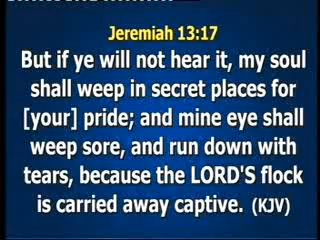 Jeremiah 13:17
But if ye will not hear it, my soul
shall weep in secret places for
[your] pride; and mine eye shall
weep sore, and run down with
tears, because the LORD'S flock
is carried away captive. (KJV)